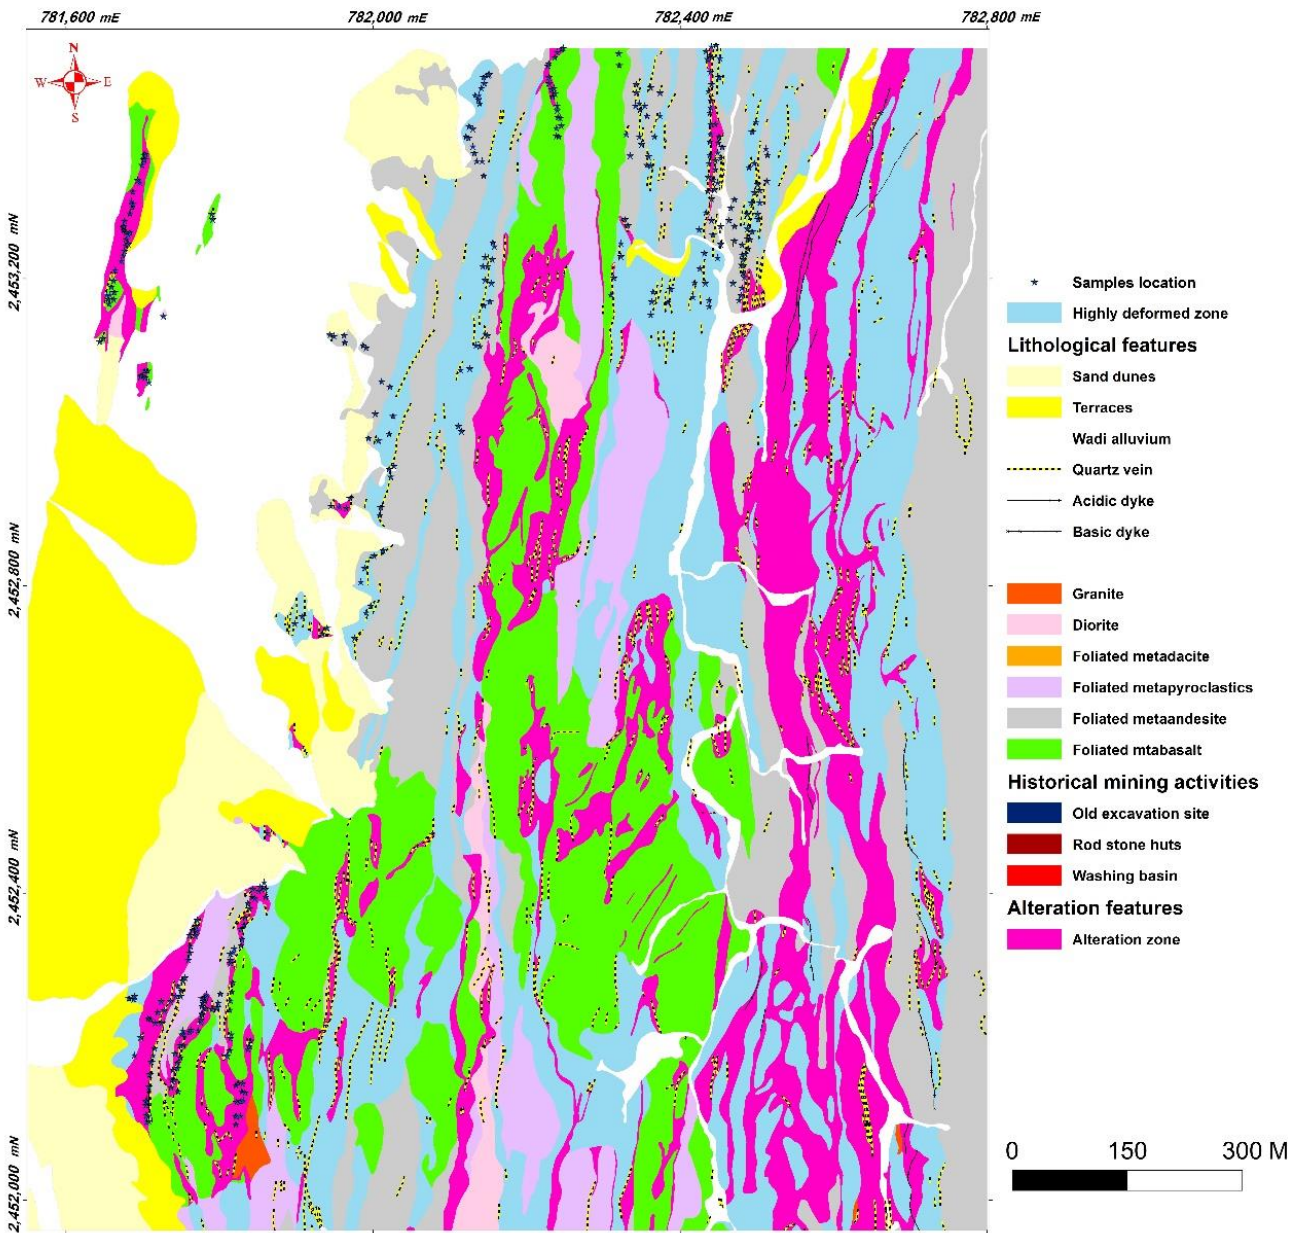 781,600 mE
782,000 mE
782,400 mE
782,800 mE
N
W E
S
2,453,200 mN
2,452,800 mN
2,452,400 mN
2,452,000 mN
Samples location
Highly deformed zone
Lithological features
Sand dunes
Terraces
Wadi alluvium
Quartz vein
Acidic dyke
Basic dyke
Granite
Diorite
Foliated metadacite
Foliated metapyroclastics
Foliated metaandesite
Foliated mtabasalt
Historical mining activities
Old excavation site
Rod stone huts
Washing basin
Alteration features
Alteration zone
0 150 300 M